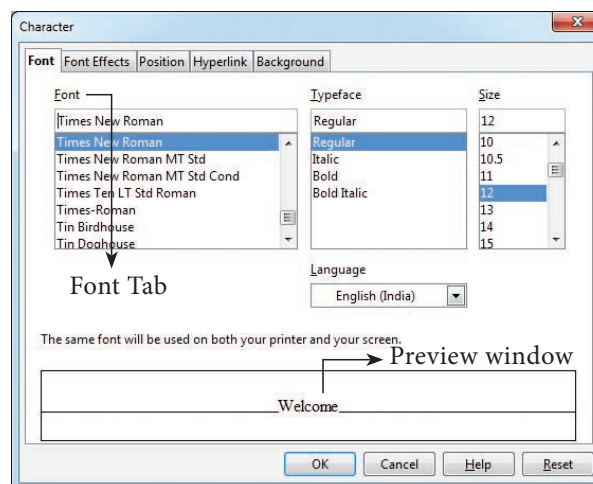 Character
Font Font Effects Position Hyperlink Background
Font Typeface Size
Times New Roman Regular 12
Times New Roman Regular 10
Times New Roman MT Std Italic 10.5
Times New Roman MT Std Cond Bold 11
Times Ten LT Std Roman Bold Italic 12
Times-Roman 13
Tin Birdhouse 14
Tin Doghouse 15
Font Tab
Language
English (India)
The same font will be used on both your printer and your screen.
Preview window
Welcome
OK Cancel Help Reset